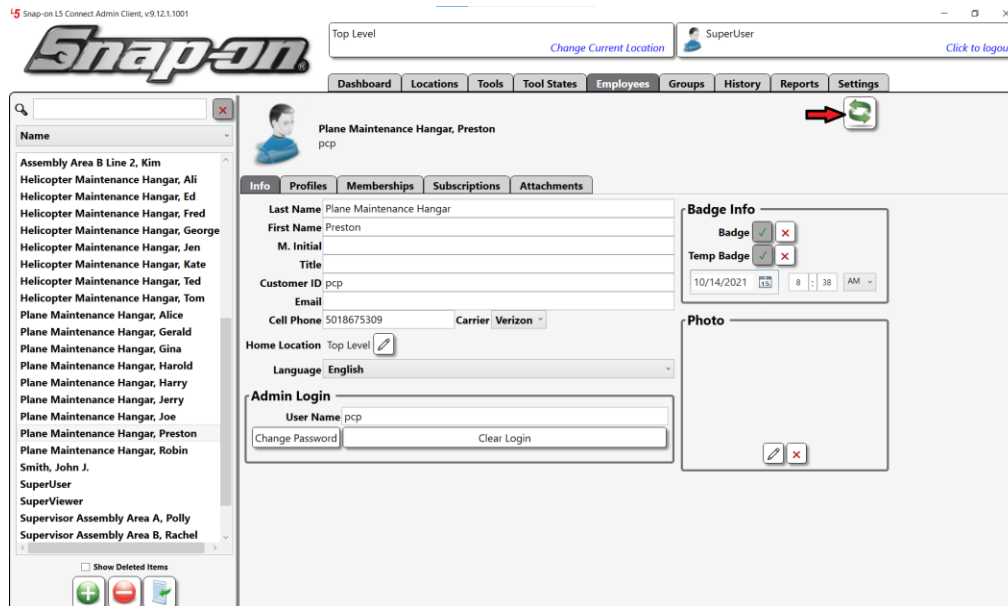 L5 Snap-on L5 Connect Admin Client, v:9.12.1.1001
Snap-on
Top Level
Change Current Location
SuperUser
Click to logou
Dashboard Locations Tools Tool States Employees Groups History Reports Settings
Name
Plane Maintenance Hangar, Preston
pcp
Assembly Area B Line 2, Kim
Helicopter Maintenance Hangar, Ali
Helicopter Maintenance Hangar, Ed
Helicopter Maintenance Hangar, Fred
Helicopter Maintenance Hangar, George
Helicopter Maintenance Hangar, Jen
Helicopter Maintenance Hangar, Kate
Helicopter Maintenance Hangar, Ted
Helicopter Maintenance Hangar, Tom
Plane Maintenance Hangar, Alice
Plane Maintenance Hangar, Gerald
Plane Maintenance Hangar, Gina
Plane Maintenance Hangar, Harold
Plane Maintenance Hangar, Harry
Plane Maintenance Hangar, Jerry
Plane Maintenance Hangar, Joe
Plane Maintenance Hangar, Preston
Plane Maintenance Hangar, Robin
Smith, John J.
SuperUser
SuperViewer
Supervisor Assembly Area A, Polly
Supervisor Assembly Area B, Rachel
Show Deleted Items
Info Profiles Memberships Subscriptions Attachments
Last Name Plane Maintenance Hangar
First Name Preston
M. Initial
Title
Customer ID pcp
Email
Cell Phone 5018675309 Carrier Verizon
Home Location Top Level
Language English
Admin Login
User Name pcp
Change Password Clear Login
Badge Info
Badge
Temp Badge
10/14/2021 15 8 : 38 AM
Photo